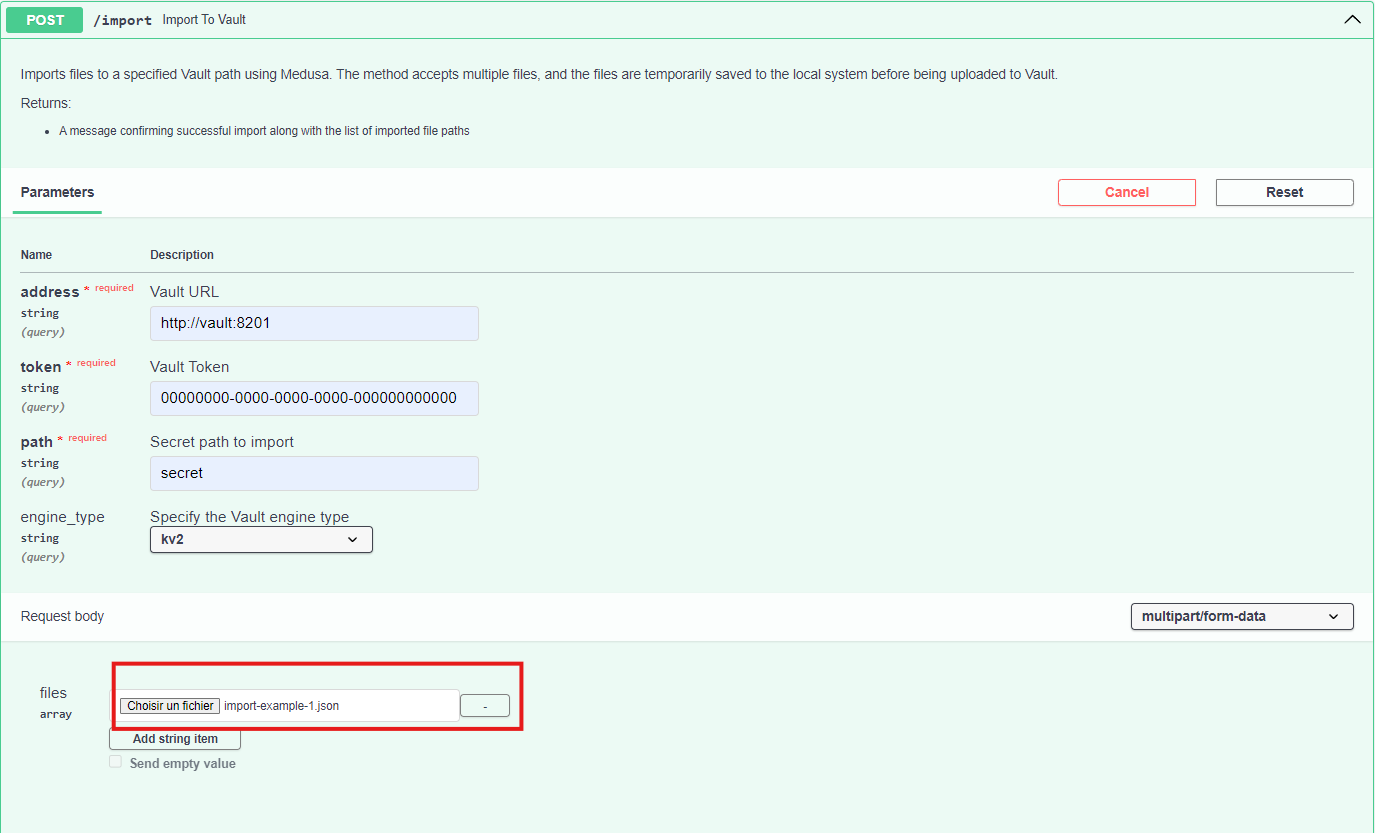 POST /import Import To Vault
Imports files to a specified Vault path using Medusa. The method accepts multiple files, and the files are temporarily saved to the local system before being uploaded to Vault.
Returns:
• A message confirming successful import along with the list of imported file paths
Parameters
Cancel
Reset
Name Description
address * required Vault URL
string
(query)
http://vault:8201
token * required Vault Token
string
(query)
00000000-0000-0000-0000-000000000000
path * required Secret path to import
string
(query)
secret
engine_type Specify the Vault engine type
string
(query)
kv2
Request body
multipart/form-data
files
array
Choisir un fichier import-example-1.json -
Add string item
Send empty value